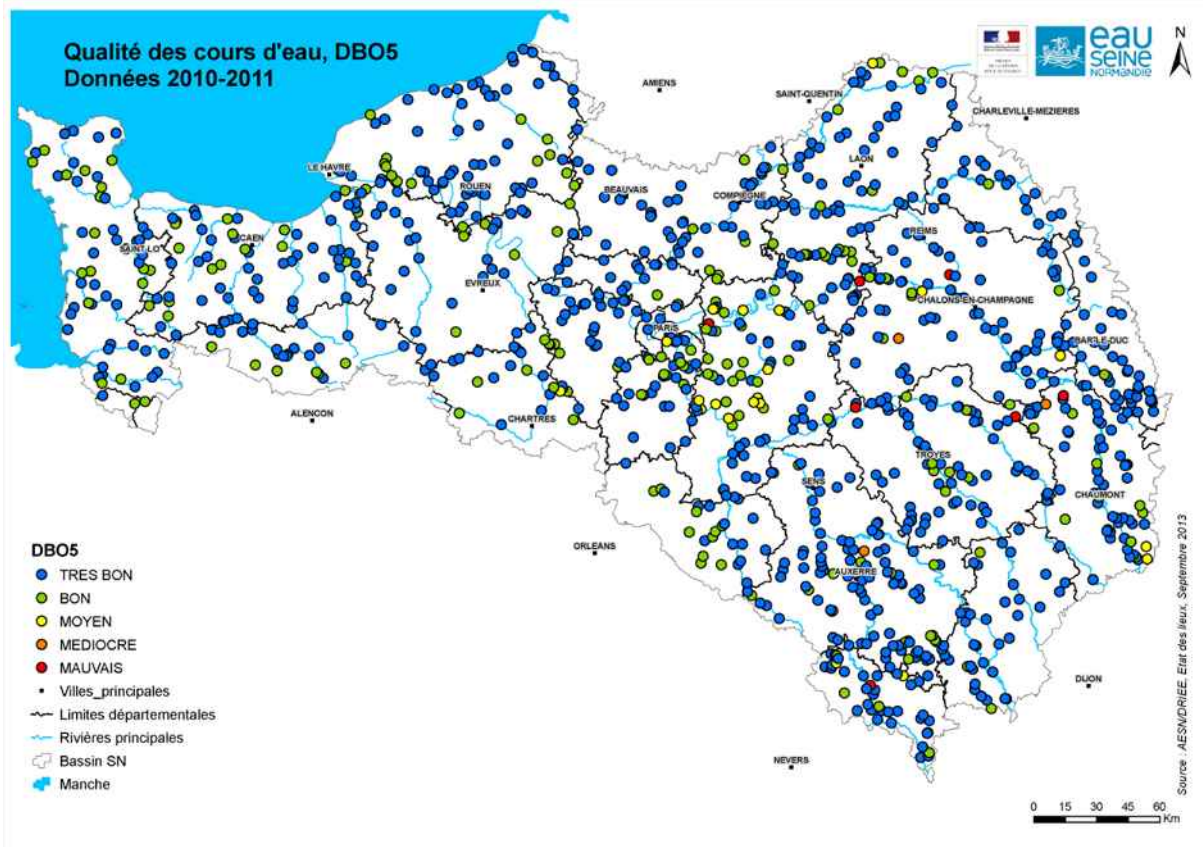 Qualité des cours d'eau, DBO5
Données 2010-2011
eau
SEINE
NORMANDIE
N
AMIENS
SAINT-QUENTIN
CHARLEVILLE-MEZIERES
LAON
LE HAVRE
ROUEN
BEAUVAIS
COMPIEGNE
REIMS
SAINT-LO
CAEN
EVREUX
CHALONS-EN-CHAMPAGNE
PARIS
BAR-LE-DUC
ALENCON
CHARTRES
TROYES
SENS
CHAUMONT
ORLEANS
AUXERRE
DIJON
NEVERS
DBO5
TRES BON
BON
MOYEN
MEDIOCRE
MAUVAIS
Villes_principales
Limites départementales
Rivières principales
Bassin SN
Manche
Source : AESN/DRIEE, Etat des lieux, Septembre 2013
0 15 30 45 60
Km